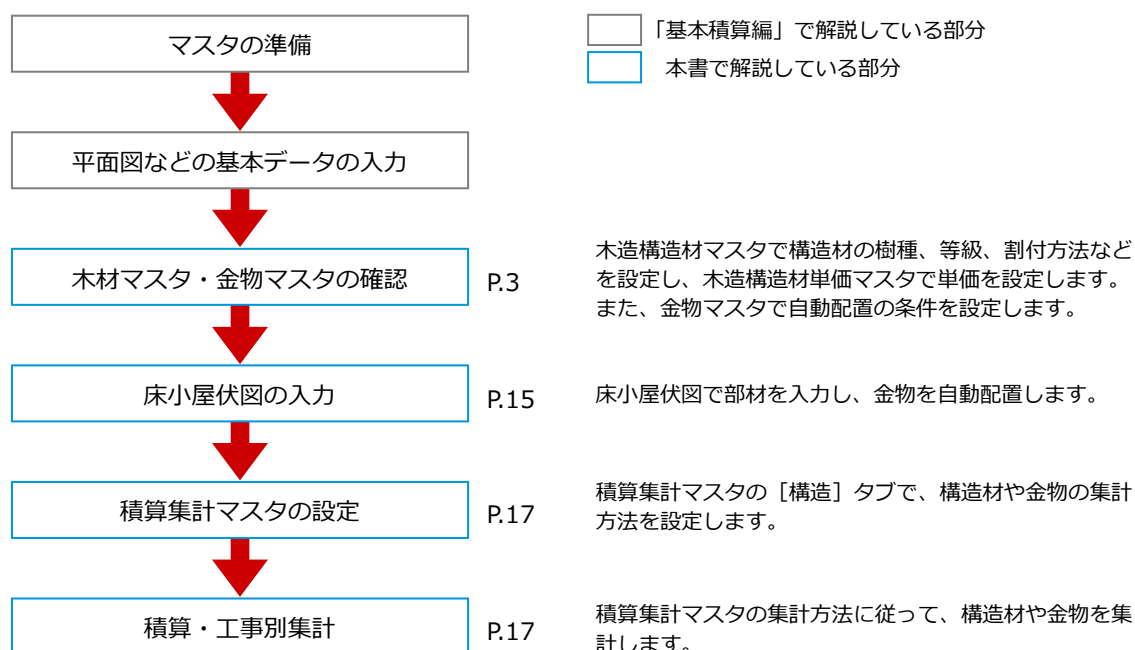 マスタの準備
「基本積算編」で解説している部分
本書で解説している部分
平面図などの基本データの入力
木材マスタ・金物マスタの確認
P.3
木造構造材マスタで構造材の樹種、等級、割付方法など
を設定し、木造構造材単価マスタで単価を設定します。
また、金物マスタで自動配置の条件を設定します。
床小屋伏図の入力
P.15
床小屋伏図で部材を入力し、金物を自動配置します。
積算集計マスタの設定
P.17
積算集計マスタの［構造］タブで、構造材や金物の集計
方法を設定します。
積算・工事別集計
P.17
積算集計マスタの集計方法に従って、構造材や金物を集
計します。